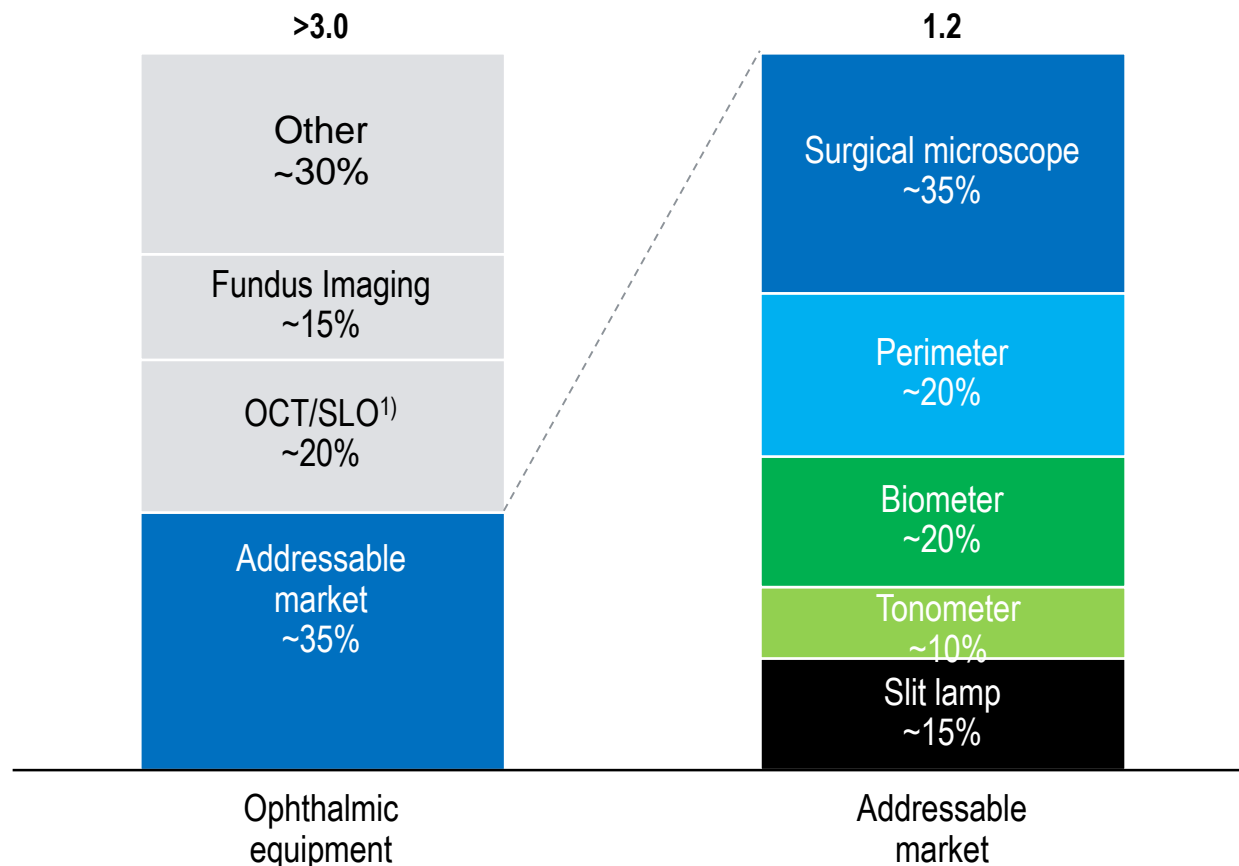 >3.0
Other
~30%
Fundus Imaging
~15%
OCT/SLO1)
~20%
Addressable
market
~35%
Ophthalmic
equipment
1.2
Surgical microscope
~35%
Perimeter
~20%
Biometer
~20%
Tonometer
~10%
Slit lamp
~15%
Addressable
market